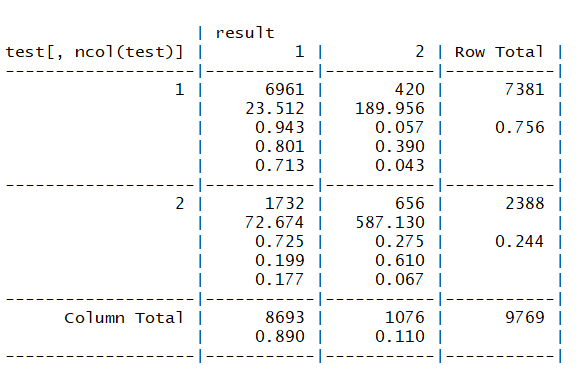 | result
test[, ncol(test)] |         1 |         2 | Row Total |
-------------------|-----------|-----------|-----------|
                 1 |      6961 |       420 |      7381 |
                   |    23.512 |   189.956 |           |
                   |     0.943 |     0.057 |     0.756 |
                   |     0.801 |     0.390 |           |
                   |     0.713 |     0.043 |           |
-------------------|-----------|-----------|-----------|
                 2 |      1732 |       656 |      2388 |
                   |    72.674 |   587.130 |           |
                   |     0.725 |     0.275 |     0.244 |
                   |     0.199 |     0.610 |           |
                   |     0.177 |     0.067 |           |
-------------------|-----------|-----------|-----------|
      Column Total |      8693 |      1076 |      9769 |
                   |     0.890 |     0.110 |           |
-------------------|-----------|-----------|-----------|